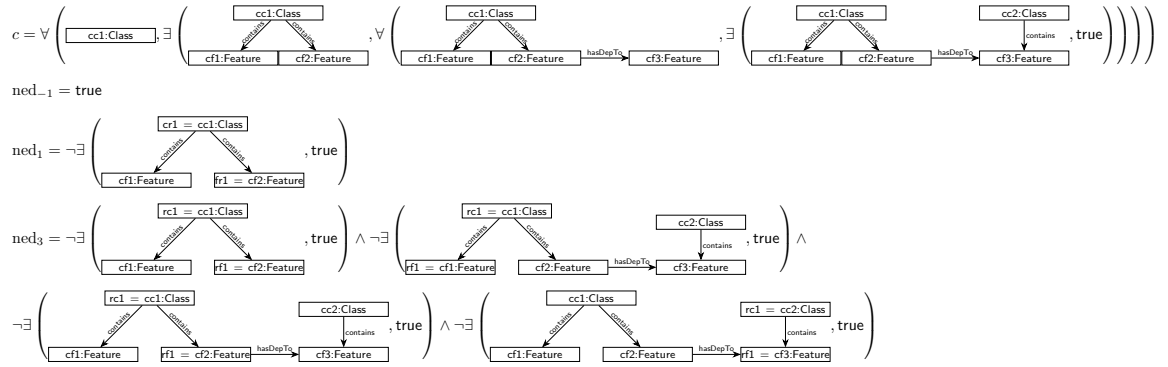 c = ∀ ( cc1:Class , ∃ ( cc1:Class contains contains cf1:Feature cf2:Feature , ∀ ( cc1:Class contains contains cf1:Feature cf2:Feature hasDepTo cf3:Feature , ∃ ( cc1:Class contains contains cf1:Feature cf2:Feature hasDepTo cc2:Class contains cf3:Feature , true ) ) ) )
ned₋₁ = true
ned₁ = ¬∃ ( cr1 = cc1:Class contains contains cf1:Feature fr1 = cf2:Feature , true )
ned₃ = ¬∃ ( rc1 = cc1:Class contains contains cf1:Feature rf1 = cf2:Feature , true ) ∧ ¬∃ ( rc1 = cc1:Class contains contains rf1 = cf1:Feature cf2:Feature hasDepTo cc2:Class contains cf3:Feature , true ) ∧
¬∃ ( rc1 = cc1:Class contains contains cf1:Feature rf1 = cf2:Feature hasDepTo cc2:Class contains cf3:Feature , true ) ∧ ¬∃ ( cc1:Class contains contains cf1:Feature cf2:Feature hasDepTo rc1 = cc2:Class contains rf1 = cf3:Feature , true )